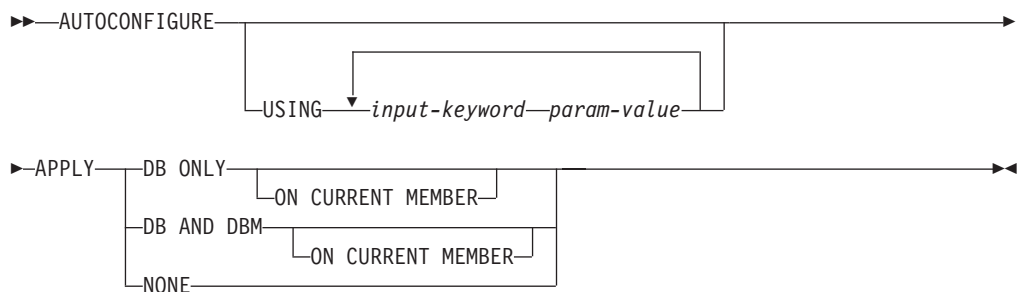 AUTOCONFIGURE
USING input-keyword param-value
APPLY DB ONLY
ON CURRENT MEMBER
DB AND DBM
ON CURRENT MEMBER
NONE